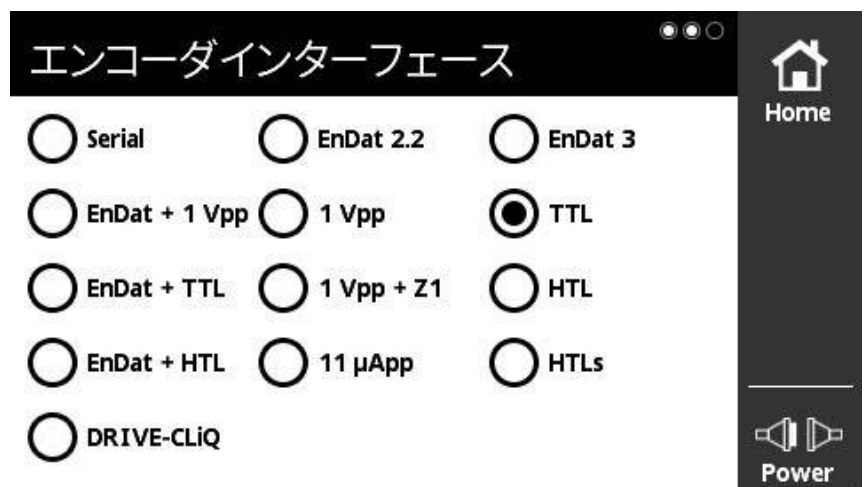 エンコーダインターフェース
Home
Serial
EnDat 2.2
EnDat 3
EnDat + 1 Vpp
1 Vpp
TTL
EnDat + TTL
1 Vpp + Z1
HTL
EnDat + HTL
11 μApp
HTLs
DRIVE-CLiQ
Power